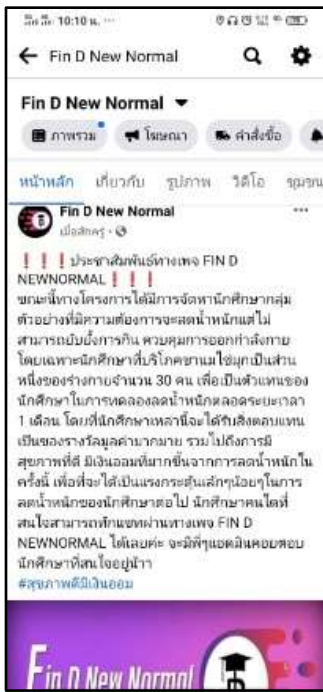 10:10 น.
Fin D New Normal
Fin D New Normal
ภาพรวม โฆษณา คำสั่งซื้อ
หน้าหลัก เกี่ยวกับ รูปภาพ วิดีโอ ชุมชน
Fin D New Normal
เมื่อสักครู่
❗❗❗ประชาสัมพันธ์ทางเพจ FIN D
NEWNORMAL❗❗❗
ขณะนี้ทางโครงการได้มีการจัดหานักศึกษากลุ่ม
ตัวอย่างที่มีความต้องการจะลดน้ำหนักแต่ไม่
สามารถยับยั้งการกิน ควบคุมการออกกำลังกาย
โดยเฉพาะนักศึกษาที่บริโภคชานมไข่มุกเป็นส่วน
หนึ่งของร่างกายจำนวน 30 คน เพื่อเป็นตัวแทนของ
นักศึกษาในการทดลองลดน้ำหนักตลอดระยะเวลา
1 เดือน โดยที่นักศึกษาเหล่านี้จะได้รับสิ่งตอบแทน
เป็นของรางวัลมูลค่ามากมาย รวมไปถึงการมี
สุขภาพที่ดี มีเงินออมที่มากขึ้นจากการลดน้ำหนักใน
ครั้งนี้ เพื่อที่จะได้เป็นแรงกระตุ้นเล็กๆน้อยๆในการ
ลดน้ำหนักของนักศึกษาต่อไป นักศึกษาคนใดที่
สนใจสามารถทักแชทผ่านทางเพจ FIN D
NEWNORMAL ได้เลยค่ะ จะมีพี่ๆแอดมินคอยตอบ
นักศึกษาที่สนใจอยู่น้าา
#สุขภาพดีมีเงินออม
Fin D New Normal